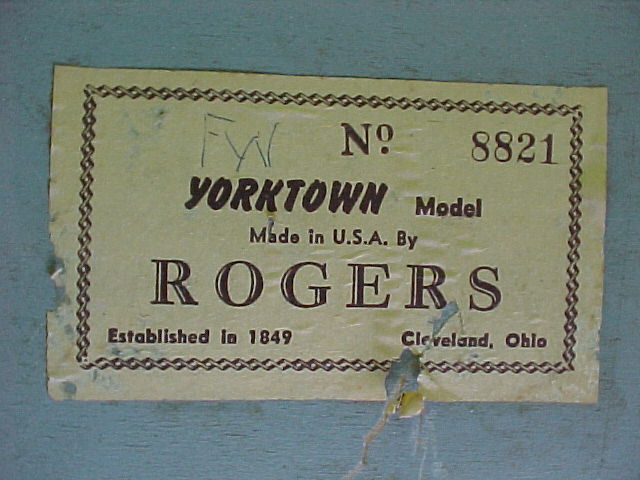 FW Nº 8821
YORKTOWN Model
Made in U.S.A. By
ROGERS
Established in 1849 Cleveland, Ohio